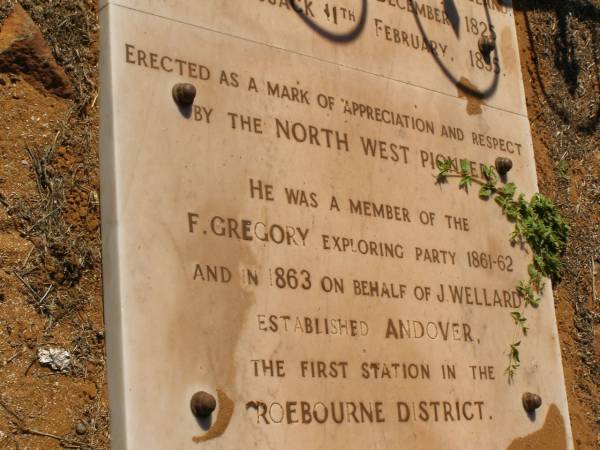 DECEMBER, 1825
JACK 11TH FEBRUARY, 1895.
ERECTED AS A MARK OF APPRECIATION AND RESPECT
BY THE NORTH WEST PIONEERS
HE WAS A MEMBER OF THE
F. GREGORY EXPLORING PARTY 1861-62
AND IN 1863 ON BEHALF OF J. WELLARD
ESTABLISHED ANDOVER,
THE FIRST STATION IN THE
ROEBOURNE DISTRICT.